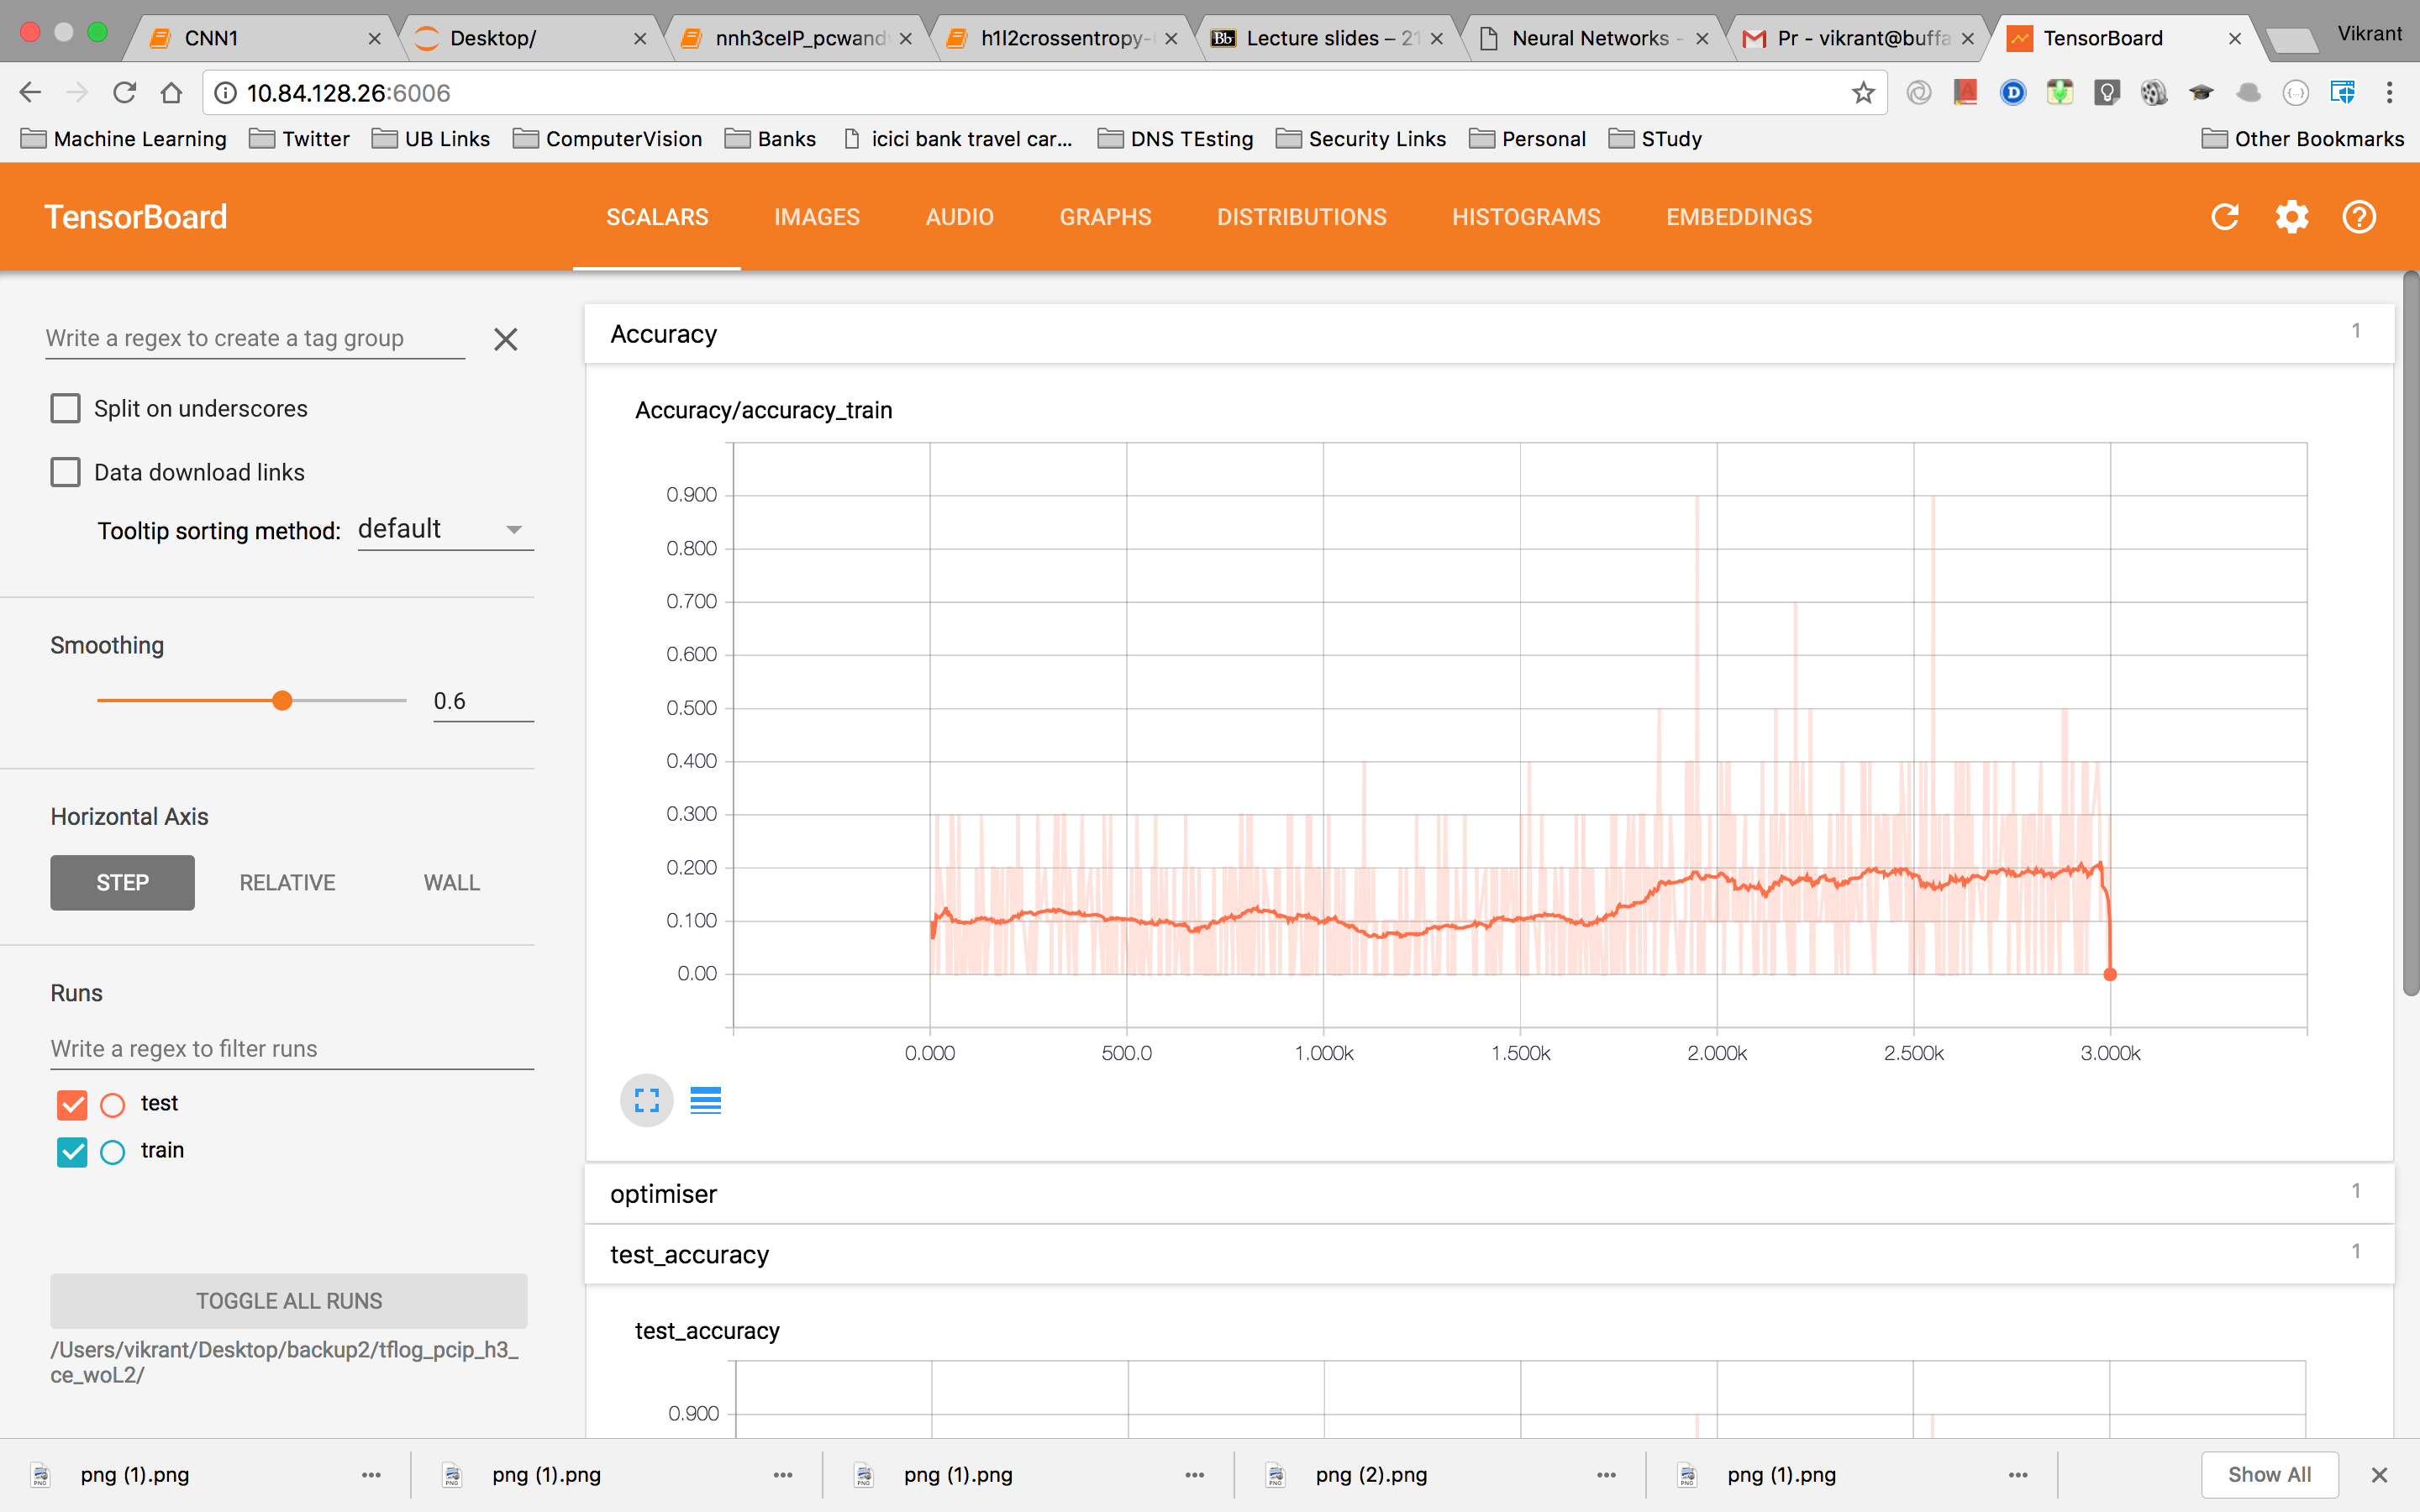 CNN1 Desktop/ nnh3ceIP_pcwand h1l2crossentropy- Lecture slides – 21 Neural Networks - Pr - vikrant@buffa TensorBoard Vikrant
10.84.128.26:6006
Machine Learning Twitter UB Links ComputerVision Banks icici bank travel car... DNS TEsting Security Links Personal STudy Other Bookmarks
TensorBoard SCALARS IMAGES AUDIO GRAPHS DISTRIBUTIONS HISTOGRAMS EMBEDDINGS
Write a regex to create a tag group
Split on underscores
Data download links
Tooltip sorting method: default
Smoothing
0.6
Horizontal Axis
STEP RELATIVE WALL
Runs
Write a regex to filter runs
test
train
TOGGLE ALL RUNS
/Users/vikrant/Desktop/backup2/tflog_pcip_h3_
ce_woL2/
Accuracy 1
Accuracy/accuracy_train
0.900
0.800
0.700
0.600
0.500
0.400
0.300
0.200
0.100
0.00
0.000 500.0 1.000k 1.500k 2.000k 2.500k 3.000k
optimiser 1
test_accuracy 1
test_accuracy
0.900
png (1).png png (1).png png (1).png png (2).png png (1).png Show All